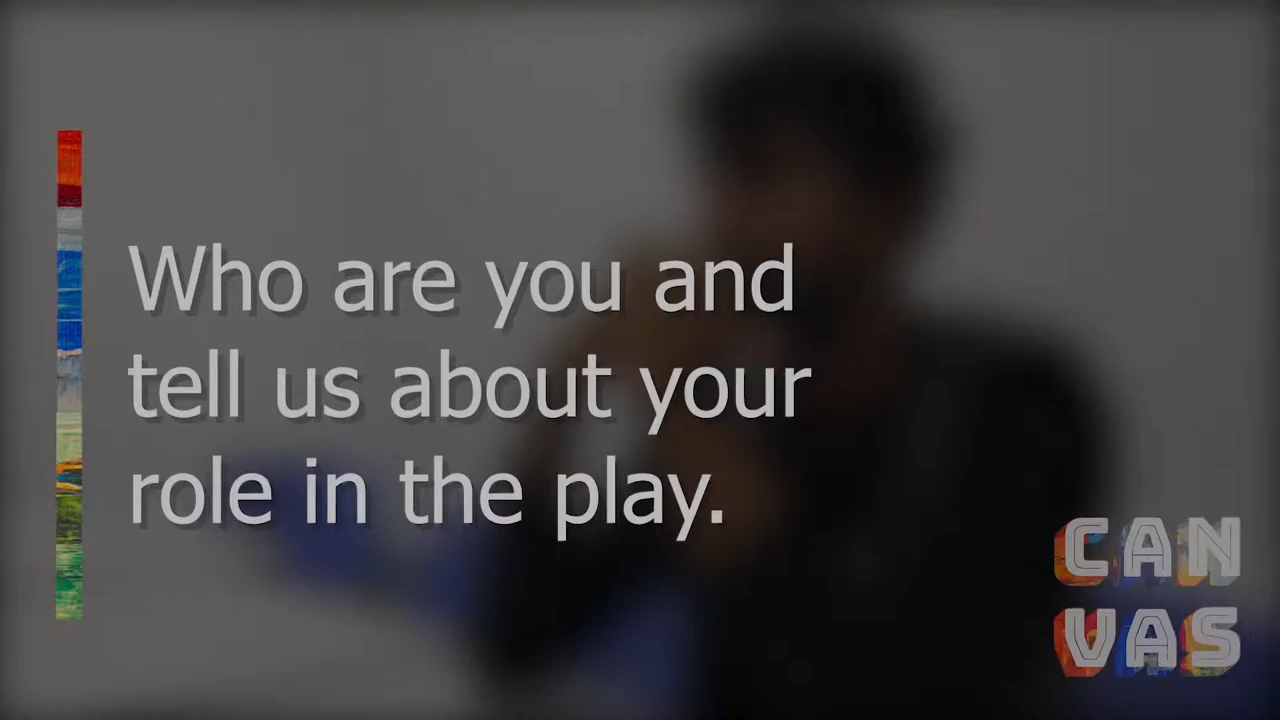 Who are you and
tell us about your
role in the play.
CAN
VAS